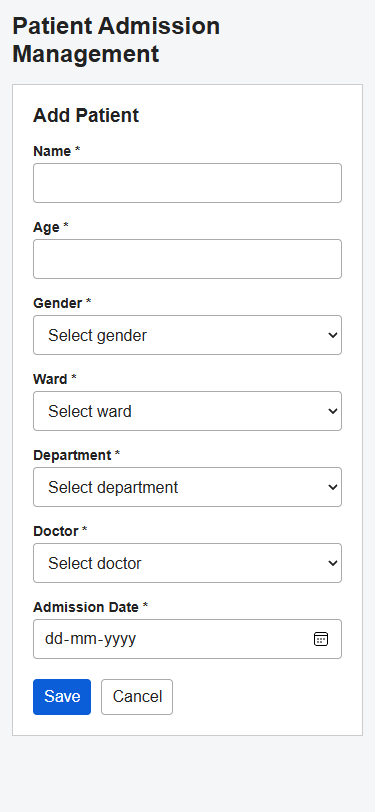 Patient Admission
Management
Add Patient
Name *
Age *
Gender *
Select gender
Ward *
Select ward
Department *
Select department
Doctor *
Select doctor
Admission Date *
dd-mm-yyyy
Save Cancel